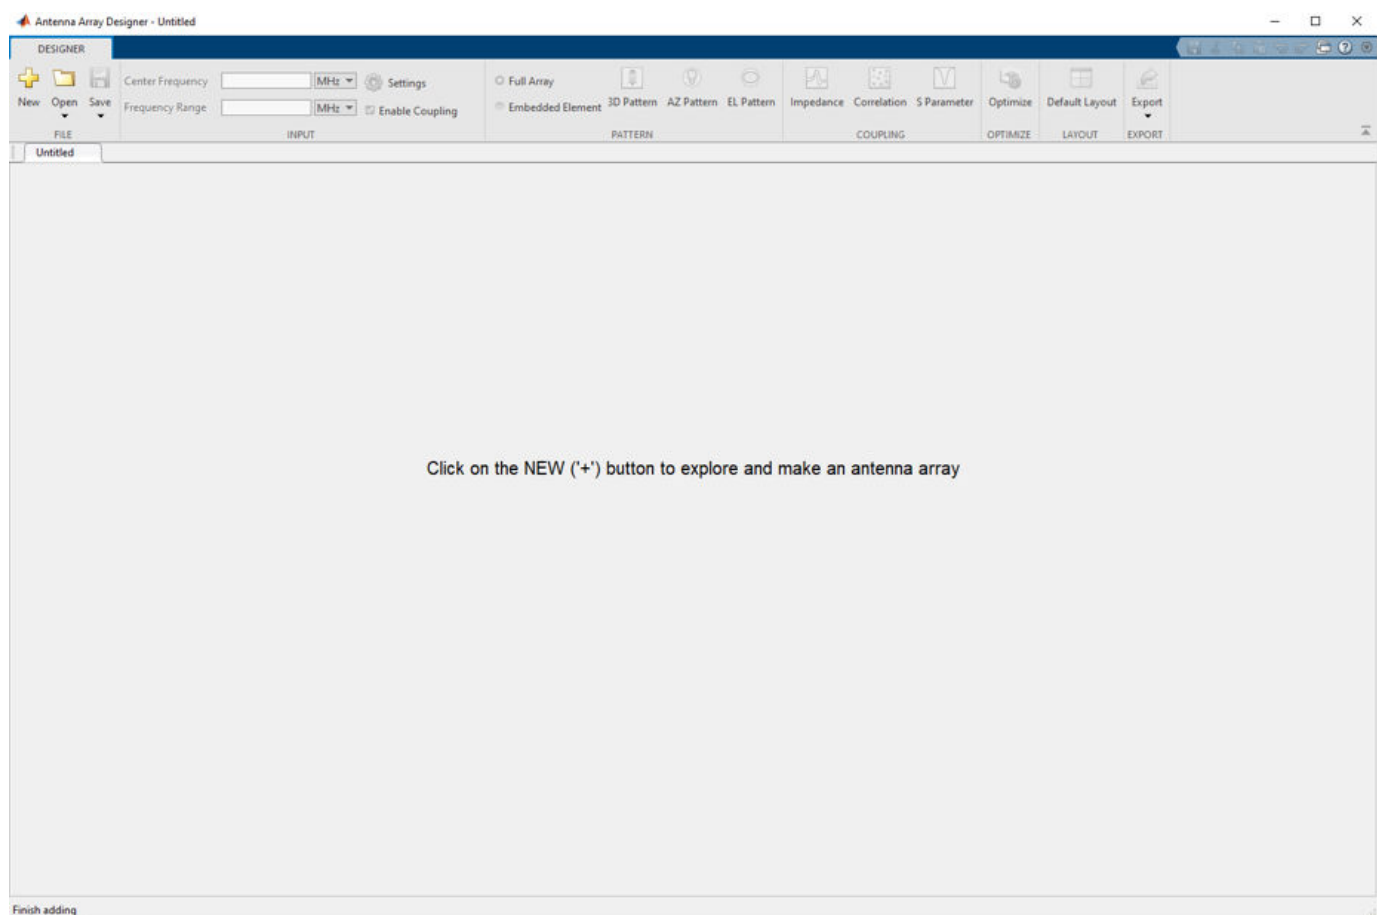 Antenna Array Designer - Untitled
DESIGNER
New Open Save
FILE
Center Frequency MHz Settings
Frequency Range MHz Enable Coupling
INPUT
Full Array
Embedded Element 3D Pattern AZ Pattern EL Pattern
PATTERN
Impedance Correlation S Parameter
COUPLING
Optimize
OPTIMIZE
Default Layout
LAYOUT
Export
EXPORT
Untitled
Click on the NEW ('+') button to explore and make an antenna array
Finish adding